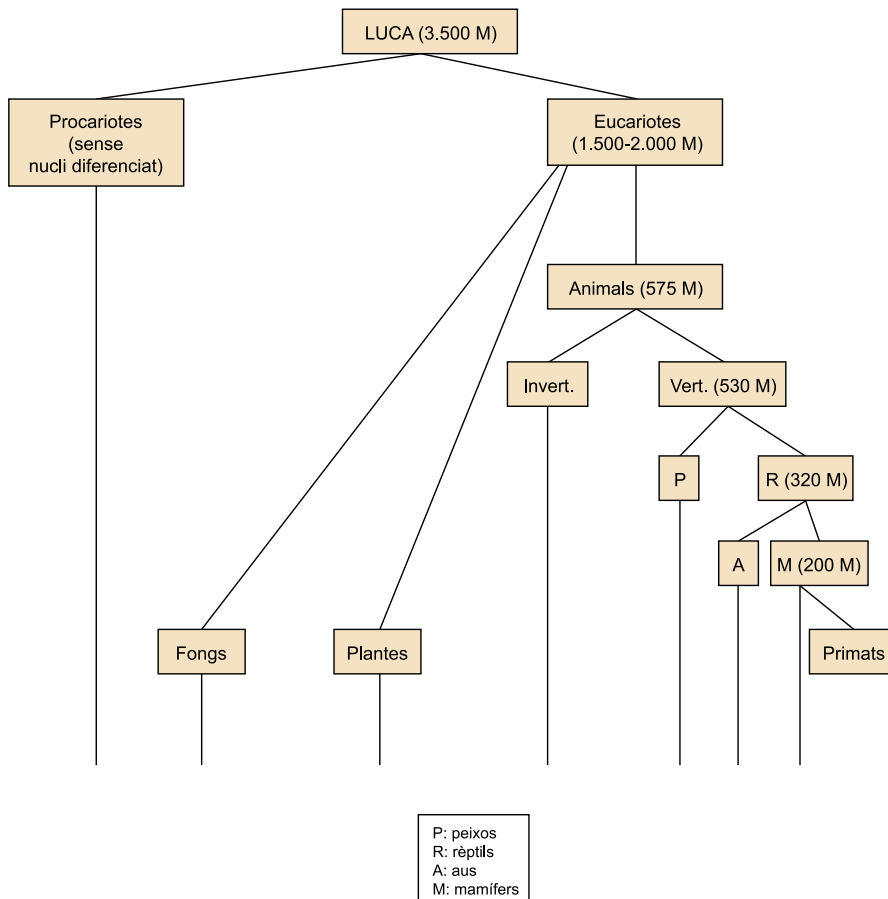 LUCA (3.500 M)
Procariotes
(sense
nucli diferenciat)
Eucariotes
(1.500-2.000 M)
Animals (575 M)
Invert.
Vert. (530 M)
P
R (320 M)
A
M (200 M)
Fongs
Plantes
Primats
P: peixos
R: rèptils
A: aus
M: mamífers